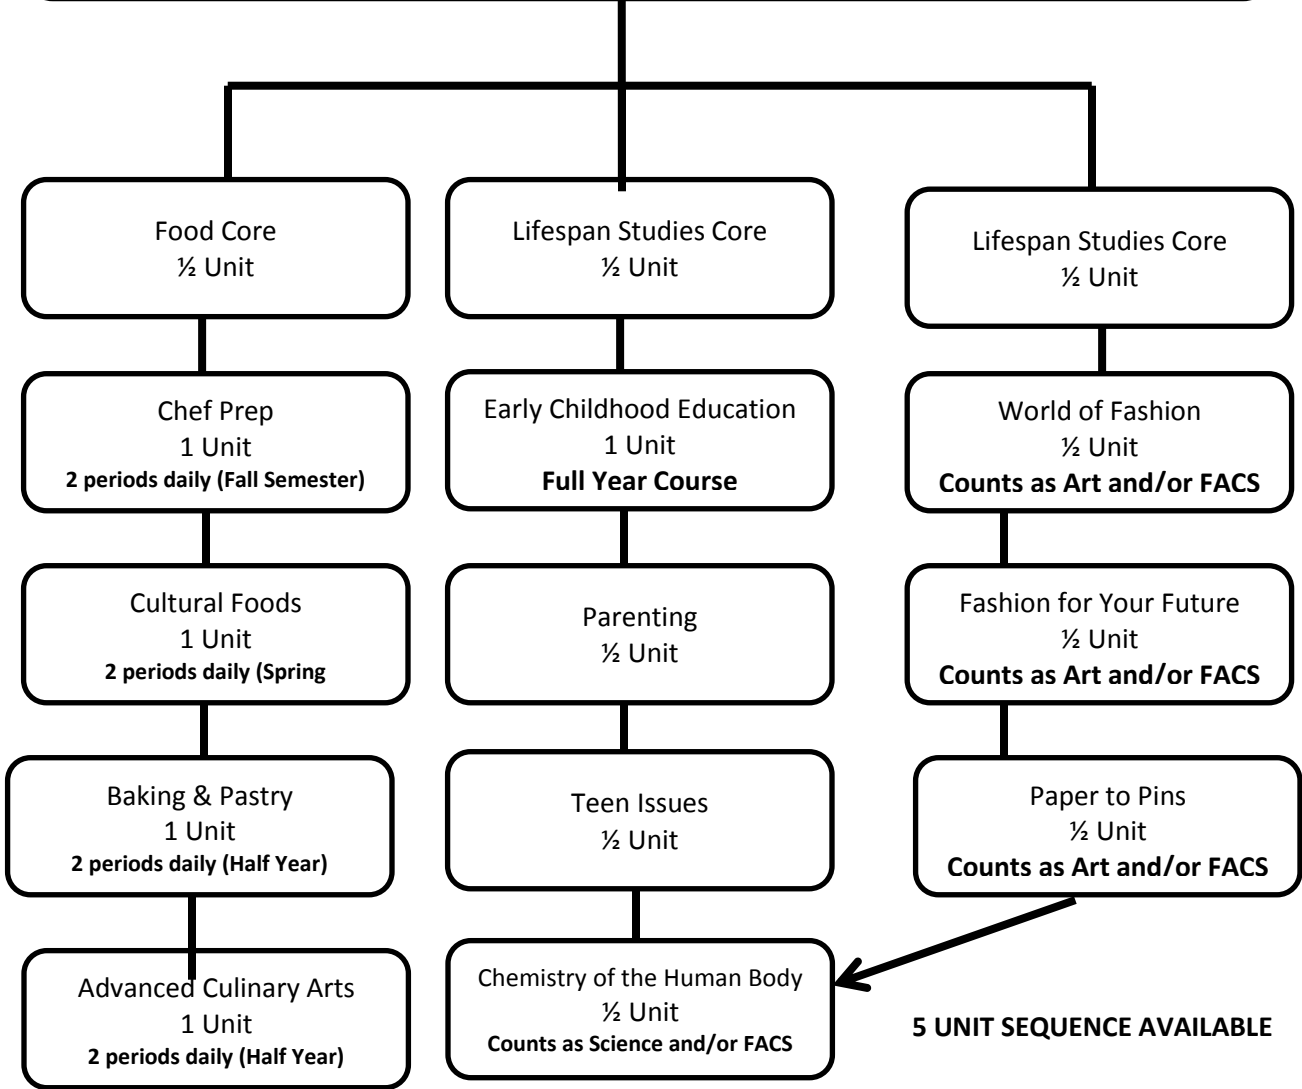 Food Core
½ Unit
Lifespan Studies Core
½ Unit
Lifespan Studies Core
½ Unit
Chef Prep
1 Unit
2 periods daily (Fall Semester)
Early Childhood Education
1 Unit
Full Year Course
World of Fashion
½ Unit
Counts as Art and/or FACS
Cultural Foods
1 Unit
2 periods daily (Spring
Parenting
½ Unit
Fashion for Your Future
½ Unit
Counts as Art and/or FACS
Baking & Pastry
1 Unit
2 periods daily (Half Year)
Teen Issues
½ Unit
Paper to Pins
½ Unit
Counts as Art and/or FACS
Advanced Culinary Arts
1 Unit
2 periods daily (Half Year)
Chemistry of the Human Body
½ Unit
Counts as Science and/or FACS
5 UNIT SEQUENCE AVAILABLE